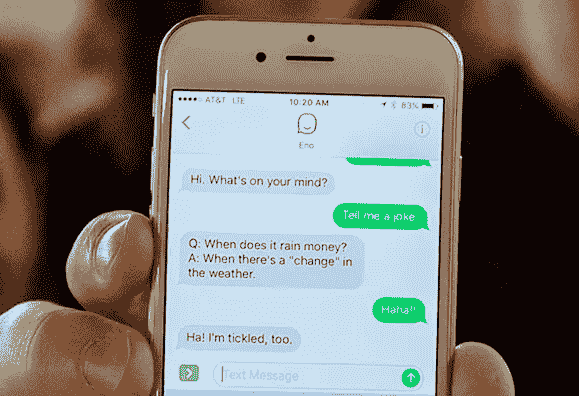 AT&T LTE 10:20 AM 83%
Eno
Hi. What's on your mind?
Tell me a joke
Q: When does it rain money?
A: When there's a "change" in
the weather.
Haha!!
Ha! I'm tickled, too.
Text Message